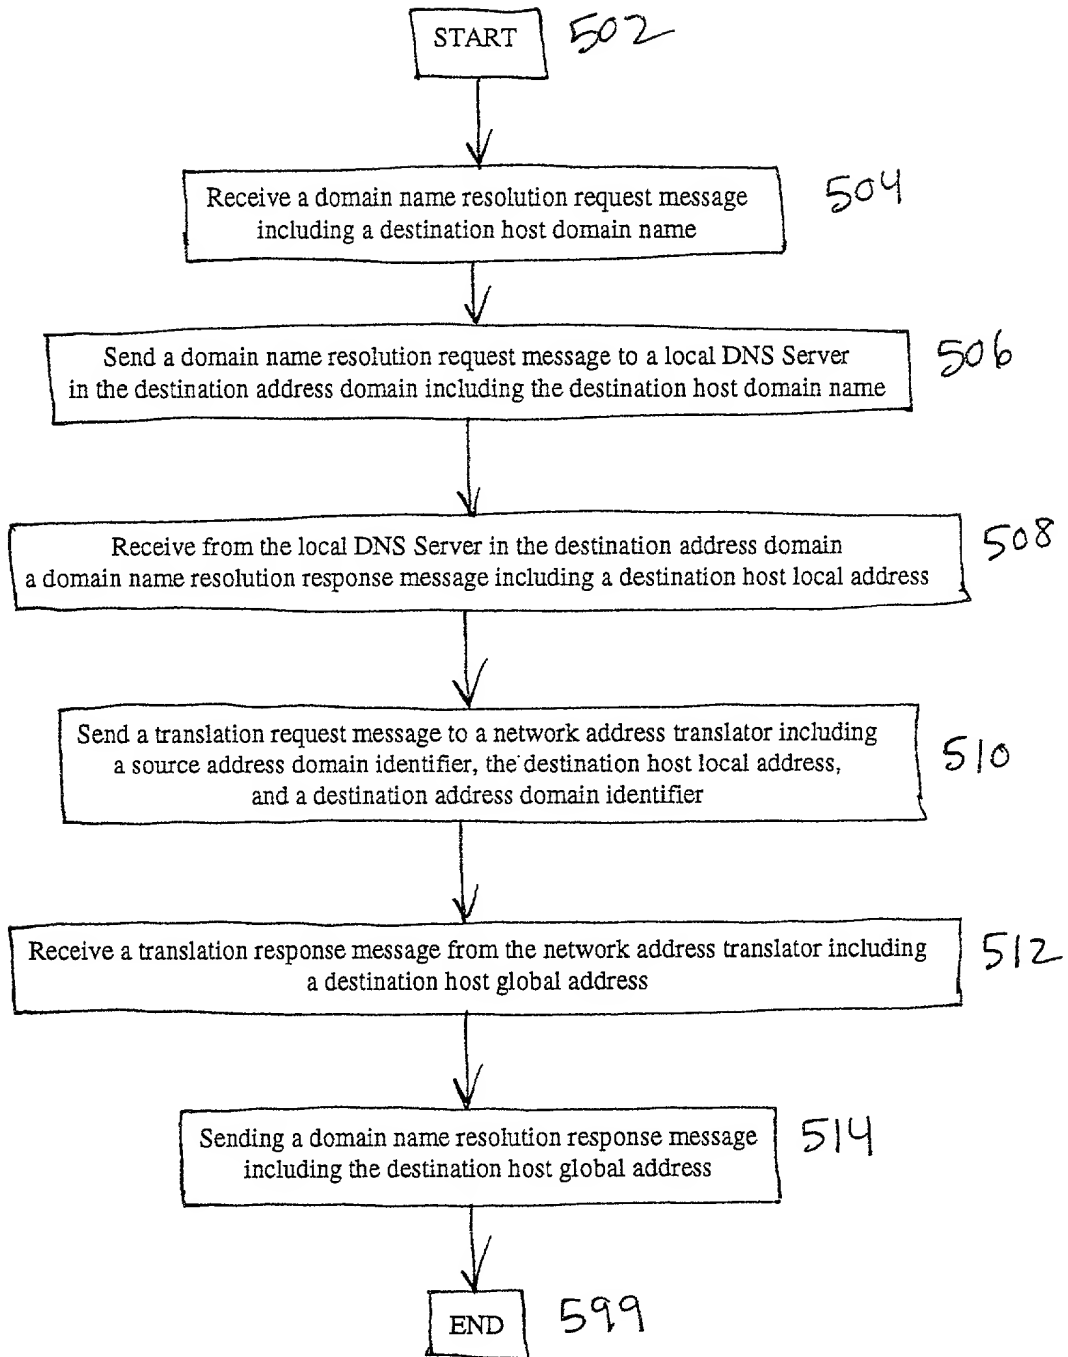 START 502
Receive a domain name resolution request message
including a destination host domain name
504
Send a domain name resolution request message to a local DNS Server
in the destination address domain including the destination host domain name
506
Receive from the local DNS Server in the destination address domain
a domain name resolution response message including a destination host local address
508
Send a translation request message to a network address translator including
a source address domain identifier, the destination host local address,
and a destination address domain identifier
510
Receive a translation response message from the network address translator including
a destination host global address
512
Sending a domain name resolution response message
including the destination host global address
514
END 599